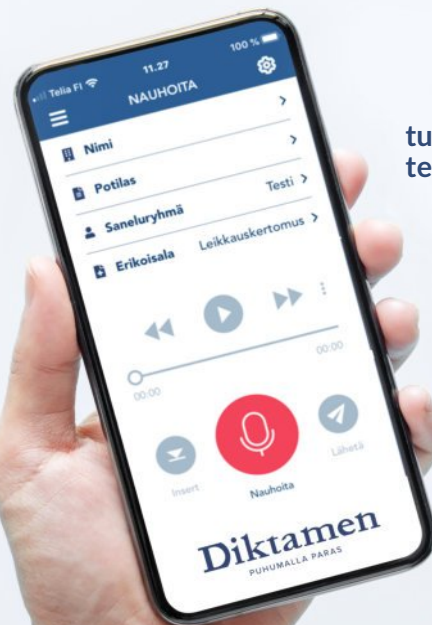 Telia FI 11.27 100 %
NAUHOITA
Nimi
Potilas
Saneluryhmä Testi
Erikoisala Leikkauskertomus
00:00 00:00
Insert Nauhoita Lähetä
Diktamen
PUHUMALLA PARAS
tu
te